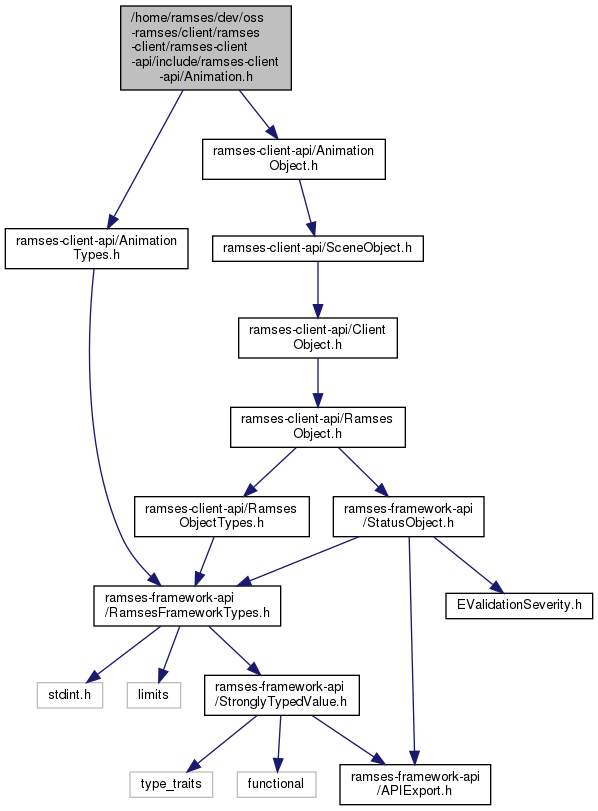 /home/ramses/dev/oss
-ramses/client/ramses
-client/ramses-client
-api/include/ramses-client
-api/Animation.h
ramses-client-api/Animation
Object.h
ramses-client-api/Animation
Types.h
ramses-client-api/SceneObject.h
ramses-client-api/Client
Object.h
ramses-client-api/Ramses
Object.h
ramses-client-api/Ramses
ObjectTypes.h
ramses-framework-api
/StatusObject.h
ramses-framework-api
/RamsesFrameworkTypes.h
EValidationSeverity.h
stdint.h
limits
ramses-framework-api
/StronglyTypedValue.h
type_traits
functional
ramses-framework-api
/APIExport.h